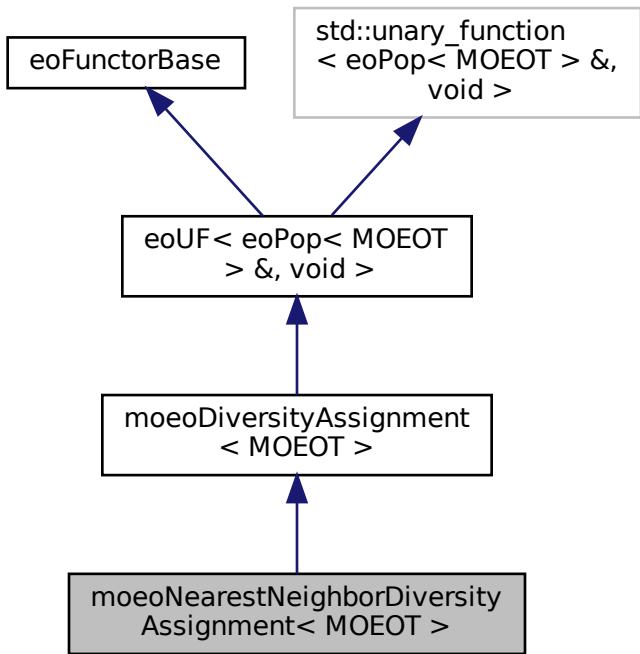 eoFunctorBase
std::unary_function
< eoPop< MOEOT > &,
void >
eoUF< eoPop< MOEOT
> &, void >
moeoDiversityAssignment
< MOEOT >
moeoNearestNeighborDiversity
Assignment< MOEOT >